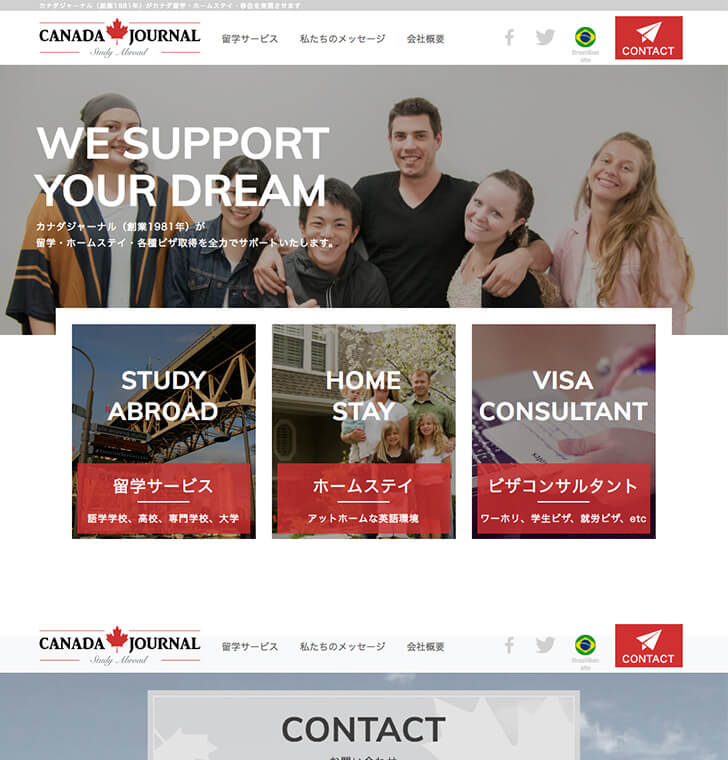 カナダジャーナル（創業1981年）がカナダ留学・ホームステイ・移住を実現させます
CANADA JOURNAL
Study Abroad
留学サービス
私たちのメッセージ
会社概要
Brazilian
site
CONTACT
WE SUPPORT
YOUR DREAM
カナダジャーナル（創業1981年）が
留学・ホームステイ・各種ビザ取得を全力でサポートいたします。
STUDY
ABROAD
留学サービス
語学学校、高校、専門学校、大学
HOME
STAY
ホームステイ
アットホームな英語環境
VISA
CONSULTANT
ビザコンサルタント
ワーホリ、学生ビザ、就労ビザ、etc
CANADA JOURNAL
Study Abroad
留学サービス
私たちのメッセージ
会社概要
Brazilian
site
CONTACT
CONTACT
お問い合わせ